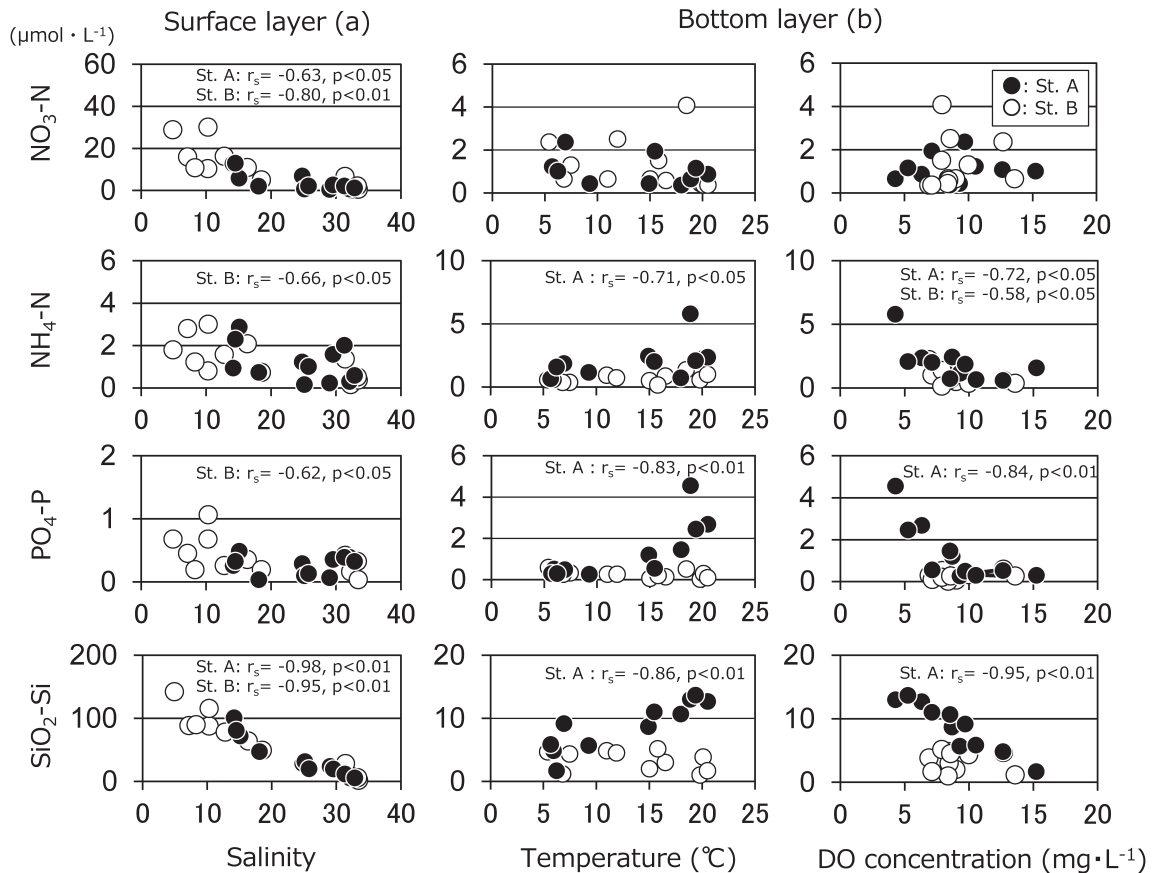 Surface layer (a)
Bottom layer (b)
(μmol・L-1)
NO3-N
60
40
20
0
St. A: rs= -0.63, p<0.05
St. B: rs= -0.80, p<0.01
0 10 20 30 40
6
4
2
0
0 5 10 15 20 25
6
4
2
0
●: St. A
○: St. B
0 5 10 15 20
NH4-N
6
4
2
0
St. B: rs= -0.66, p<0.05
0 10 20 30 40
10
5
0
St. A : rs= -0.71, p<0.05
0 5 10 15 20 25
10
5
0
St. A: rs= -0.72, p<0.05
St. B: rs= -0.58, p<0.05
0 5 10 15 20
PO4-P
2
1
0
St. B: rs= -0.62, p<0.05
0 10 20 30 40
6
4
2
0
St. A : rs= -0.83, p<0.01
0 5 10 15 20 25
6
4
2
0
St. A: rs= -0.84, p<0.01
0 5 10 15 20
SiO2-Si
200
100
0
St. A: rs= -0.98, p<0.01
St. B: rs= -0.95, p<0.01
0 10 20 30 40
20
10
0
St. A : rs= -0.86, p<0.01
0 5 10 15 20 25
20
10
0
St. A: rs= -0.95, p<0.01
0 5 10 15 20
Salinity
Temperature (℃)
DO concentration (mg・L-1)